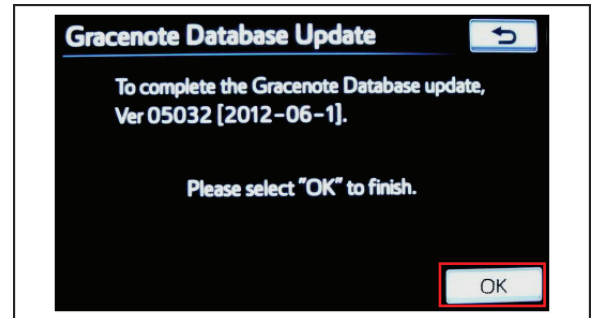 Gracenote Database Update
To complete the Gracenote Database update,
Ver 05032 [2012-06-1].
Please select "OK" to finish.
OK